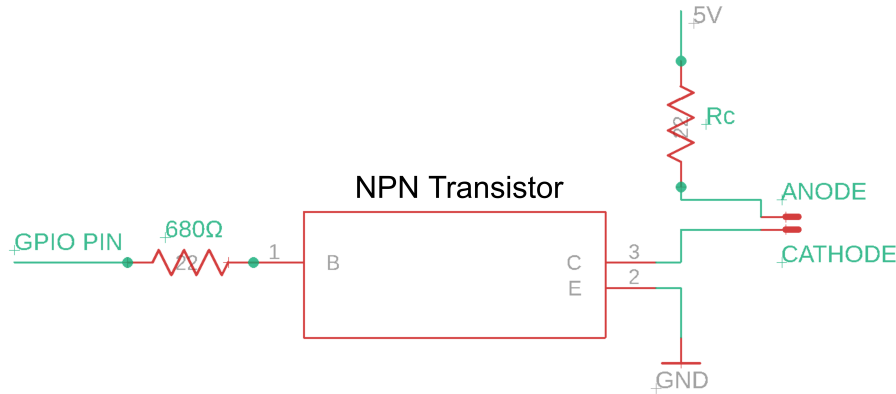 5V
22
Rc
NPN Transistor
ANODE
680Ω
GPIO PIN
22
1
B
C
3
CATHODE
E
2
GND